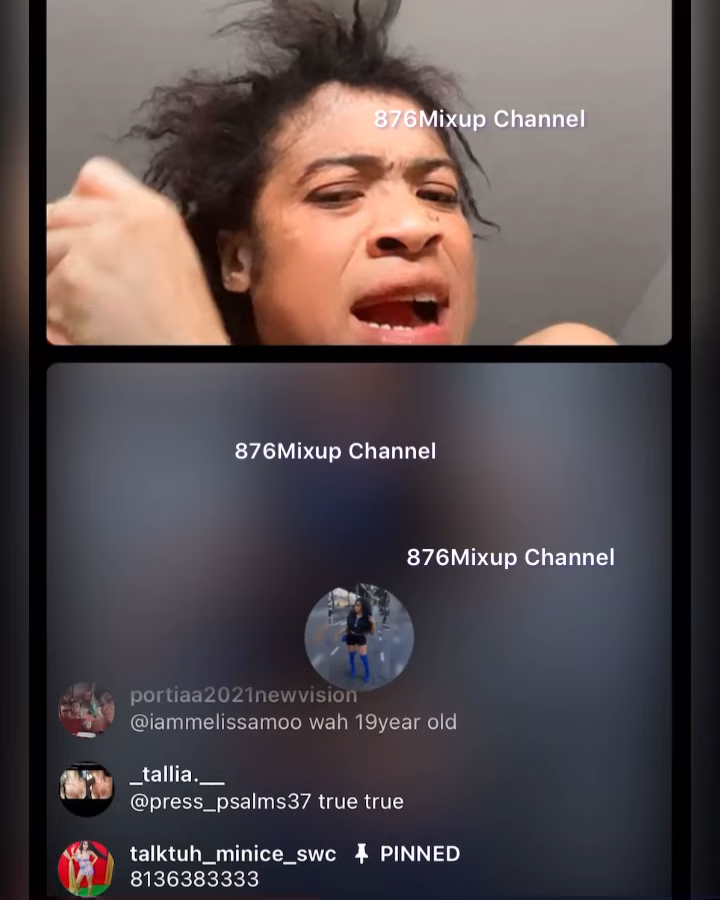 876Mixup Channel
876Mixup Channel
876Mixup Channel
portiaa2021newvision
@iammelissamoo wah 19year old
_tallia.__
@press_psalms37 true true
talktuh_minice_swc PINNED
8136383333